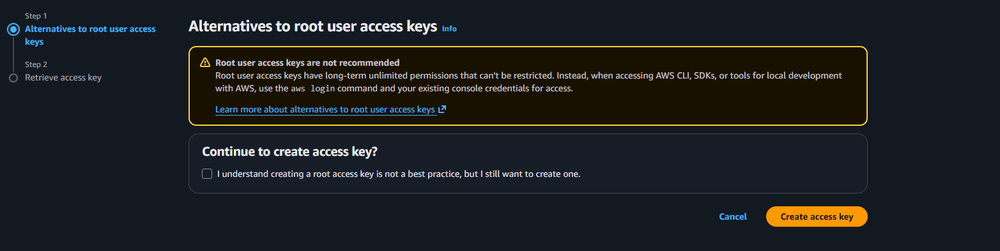 Step 1
Alternatives to root user access
keys
Step 2
Retrieve access key
Alternatives to root user access keys Info
Root user access keys are not recommended
Root user access keys have long-term unlimited permissions that can't be restricted. Instead, when accessing AWS CLI, SDKs, or tools for local development
with AWS, use the aws login command and your existing console credentials for access.
Learn more about alternatives to root user access keys
Continue to create access key?
I understand creating a root access key is not a best practice, but I still want to create one.
Cancel
Create access key